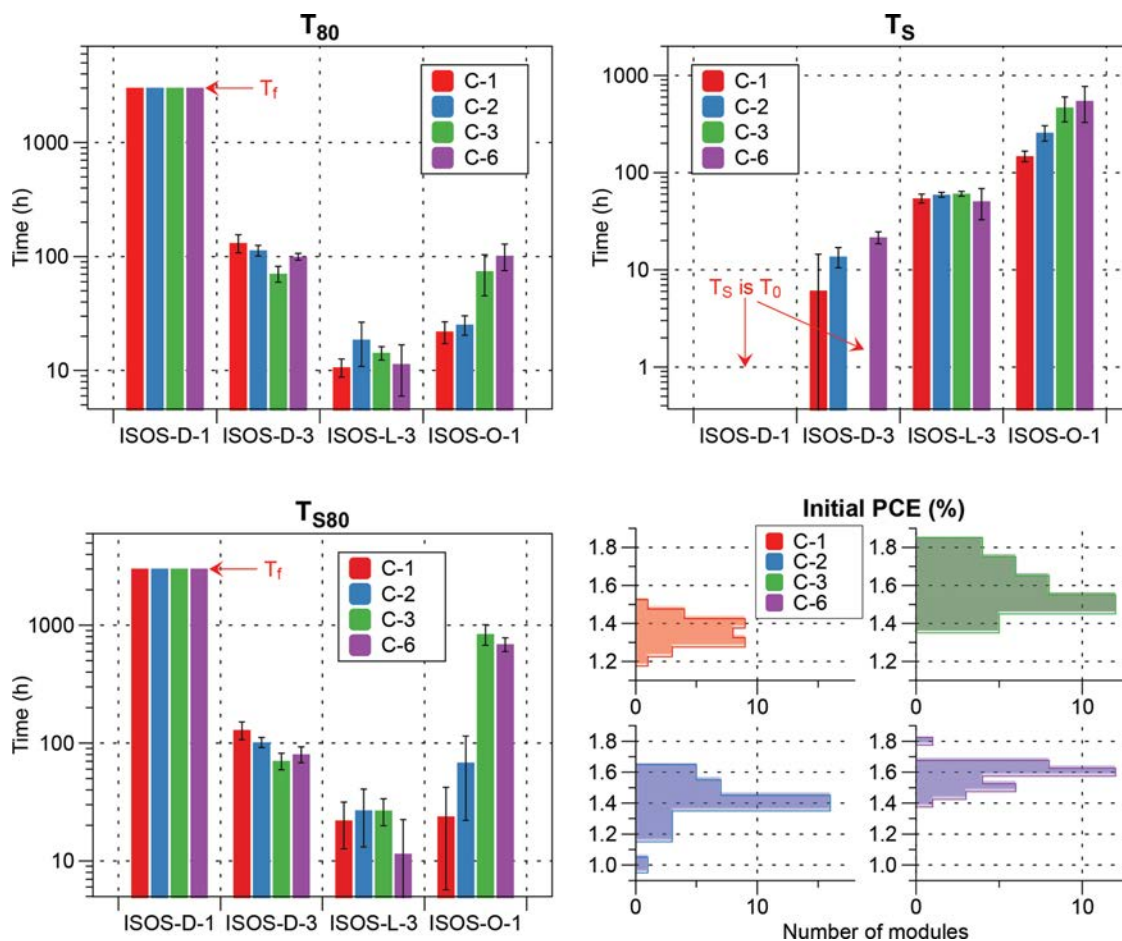 T80
Time (h)
1000
100
10
Tf
C-1
C-2
C-3
C-6
ISOS-D-1 ISOS-D-3 ISOS-L-3 ISOS-O-1
TS
Time (h)
1000
100
10
1
C-1
C-2
C-3
C-6
TS is T0
ISOS-D-1 ISOS-D-3 ISOS-L-3 ISOS-O-1
TS80
Time (h)
1000
100
10
Tf
C-1
C-2
C-3
C-6
ISOS-D-1 ISOS-D-3 ISOS-L-3 ISOS-O-1
Initial PCE (%)
C-1
C-2
C-3
C-6
1.8
1.6
1.4
1.2
0 10
1.8
1.6
1.4
1.2
0 10
1.8
1.6
1.4
1.2
1.0
0 10
1.8
1.6
1.4
1.2
1.0
0 10
Number of modules